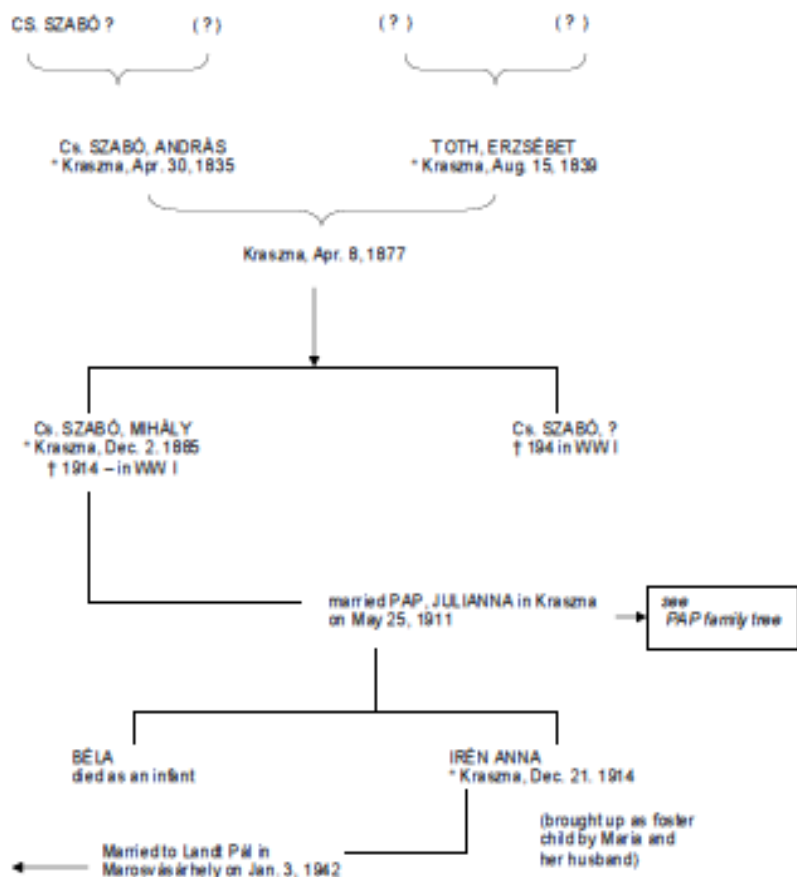 CS. SZABÓ ? ( ? ) ( ? ) ( ? )
Cs. SZABÓ, ANDRÀS
* Kraszna, Apr. 30, 1835
TOTH, ERZSÉBET
* Kraszna, Aug. 15, 1839
Kraszna, Apr. 8, 1877
Cs. SZABÓ, MIHÀLY
* Kraszna, Dec. 2. 1885
† 1914 – in WW I
Cs. SZABÓ, ?
† 194 in WW I
married PAP, JULIANNA in Kraszna
on May 25, 1911
see
PAP family tree
BÉLA
died as an infant
IRÉN ANNA
* Kraszna, Dec. 21. 1914
(brought up as foster
child by Maria and
her husband)
Married to Landt Pál in
Marosvásárhely on Jan. 3, 1942